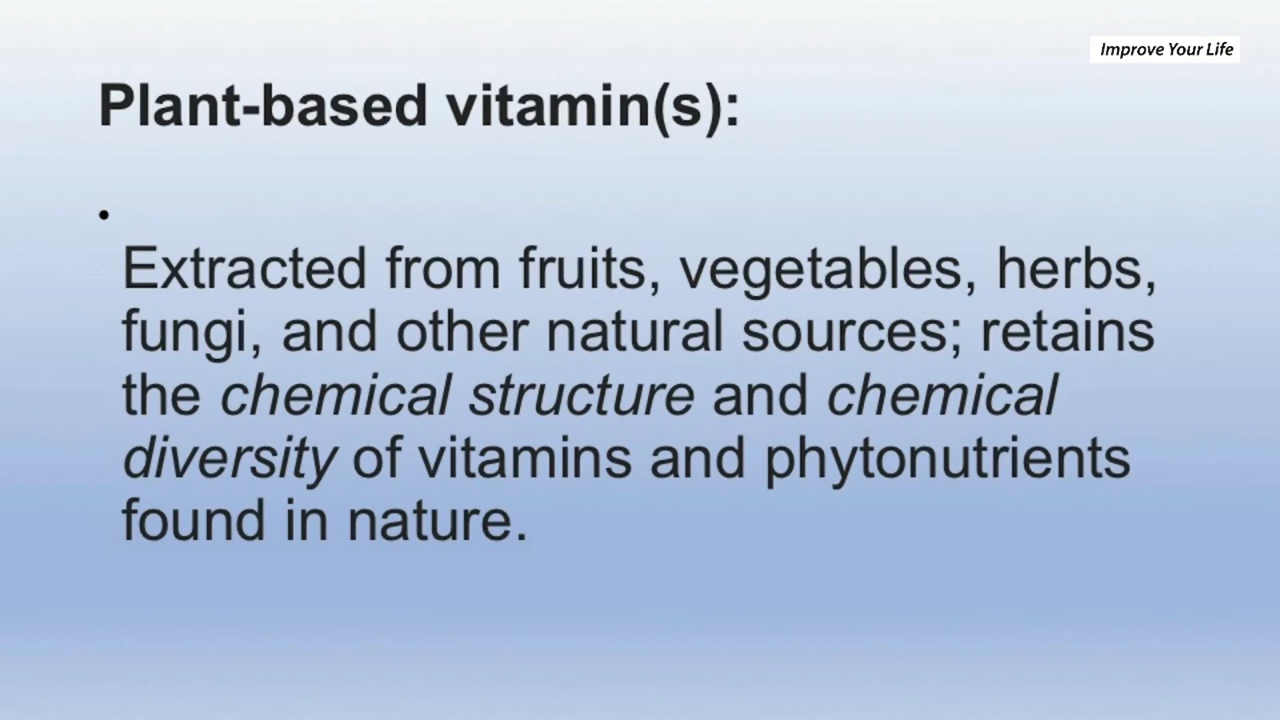 Improve Your Life
Plant-based vitamin(s):
•
Extracted from fruits, vegetables, herbs,
fungi, and other natural sources; retains
the chemical structure and chemical
diversity of vitamins and phytonutrients
found in nature.